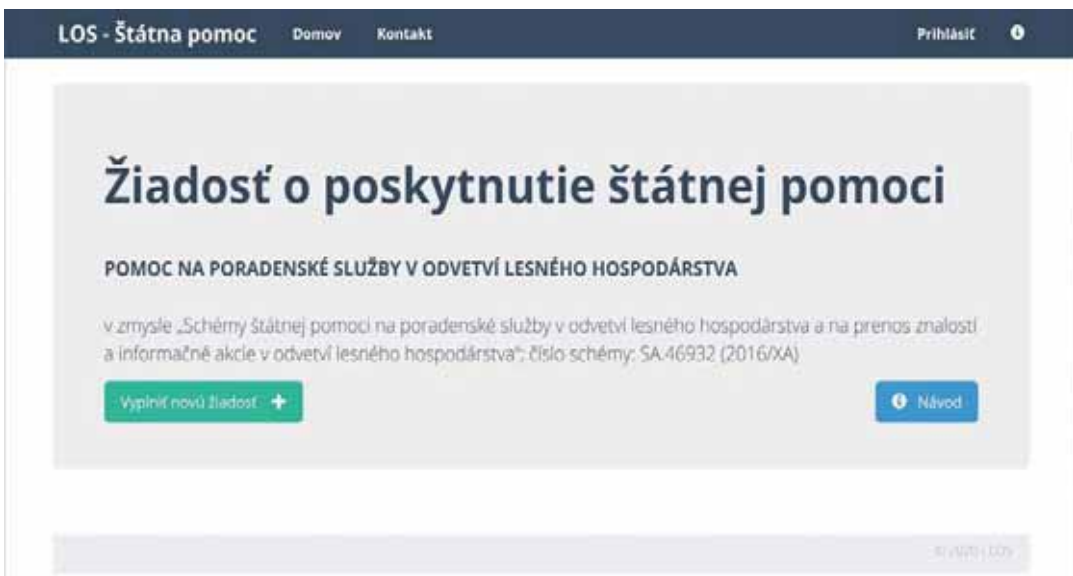 LOS - Štátna pomoc Domov Kontakt Prihlásiť
Žiadosť o poskytnutie štátnej pomoci
POMOC NA PORADENSKÉ SLUŽBY V ODVETVÍ LESNÉHO HOSPODÁRSTVA
v zmysle „Schémy štátnej pomoci na poradenské služby v odvetví lesného hospodárstva a na prenos znalostí
a informačné akcie v odvetví lesného hospodárstva“; číslo schémy: SA.46932 (2016/XA)
Vyplniť novú žiadosť Návod
© 2020 - LOS